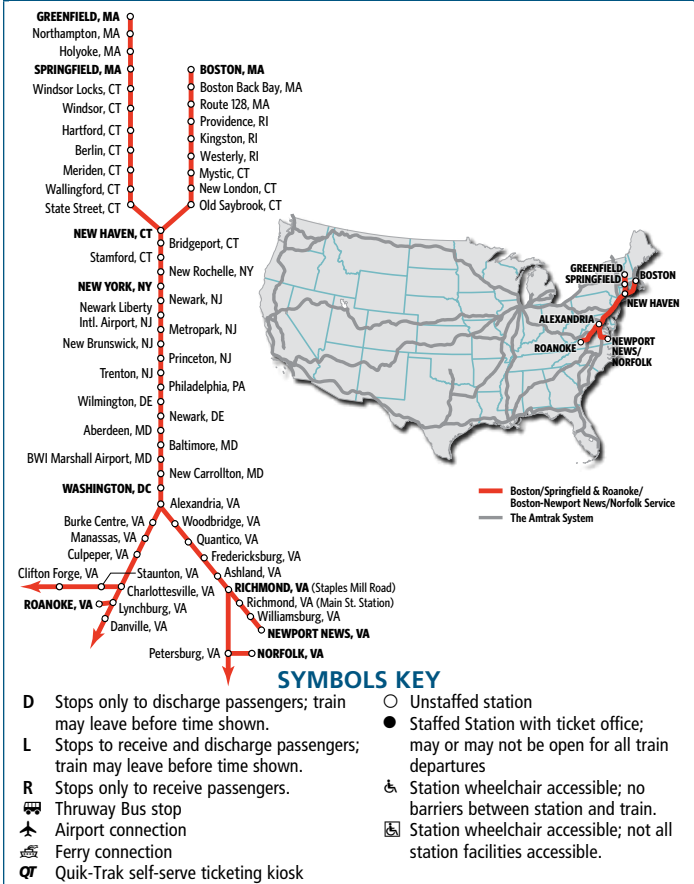 GREENFIELD, MA
Northampton, MA
Holyoke, MA
SPRINGFIELD, MA
Windsor Locks, CT
Windsor, CT
Hartford, CT
Berlin, CT
Meriden, CT
Wallingford, CT
State Street, CT
BOSTON, MA
Boston Back Bay, MA
Route 128, MA
Providence, RI
Kingston, RI
Westerly, RI
Mystic, CT
New London, CT
Old Saybrook, CT
NEW HAVEN, CT
Bridgeport, CT
Stamford, CT
New Rochelle, NY
NEW YORK, NY
Newark, NJ
Newark Liberty
Intl. Airport, NJ
Metropark, NJ
New Brunswick, NJ
Princeton, NJ
Trenton, NJ
Philadelphia, PA
Wilmington, DE
Newark, DE
Aberdeen, MD
Baltimore, MD
BWI Marshall Airport, MD
New Carrollton, MD
WASHINGTON, DC
Alexandria, VA
Burke Centre, VA
Manassas, VA
Culpeper, VA
Clifton Forge, VA
Staunton, VA
Charlottesville, VA
ROANOKE, VA
Lynchburg, VA
Danville, VA
Woodbridge, VA
Quantico, VA
Fredericksburg, VA
Ashland, VA
RICHMOND, VA (Staples Mill Road)
Richmond, VA (Main St. Station)
Williamsburg, VA
NEWPORT NEWS, VA
Petersburg, VA
NORFOLK, VA
GREENFIELD
SPRINGFIELD
BOSTON
NEW HAVEN
ALEXANDRIA
ROANOKE
NEWPORT
NEWS/
NORFOLK
Boston/Springfield & Roanoke/
Boston-Newport News/Norfolk Service
The Amtrak System
SYMBOLS KEY
D Stops only to discharge passengers; train
may leave before time shown.
L Stops to receive and discharge passengers;
train may leave before time shown.
R Stops only to receive passengers.
Thruway Bus stop
Airport connection
Ferry connection
QT Quik-Trak self-serve ticketing kiosk
Unstaffed station
Staffed Station with ticket office;
may or may not be open for all train
departures
Station wheelchair accessible; no
barriers between station and train.
Station wheelchair accessible; not all
station facilities accessible.